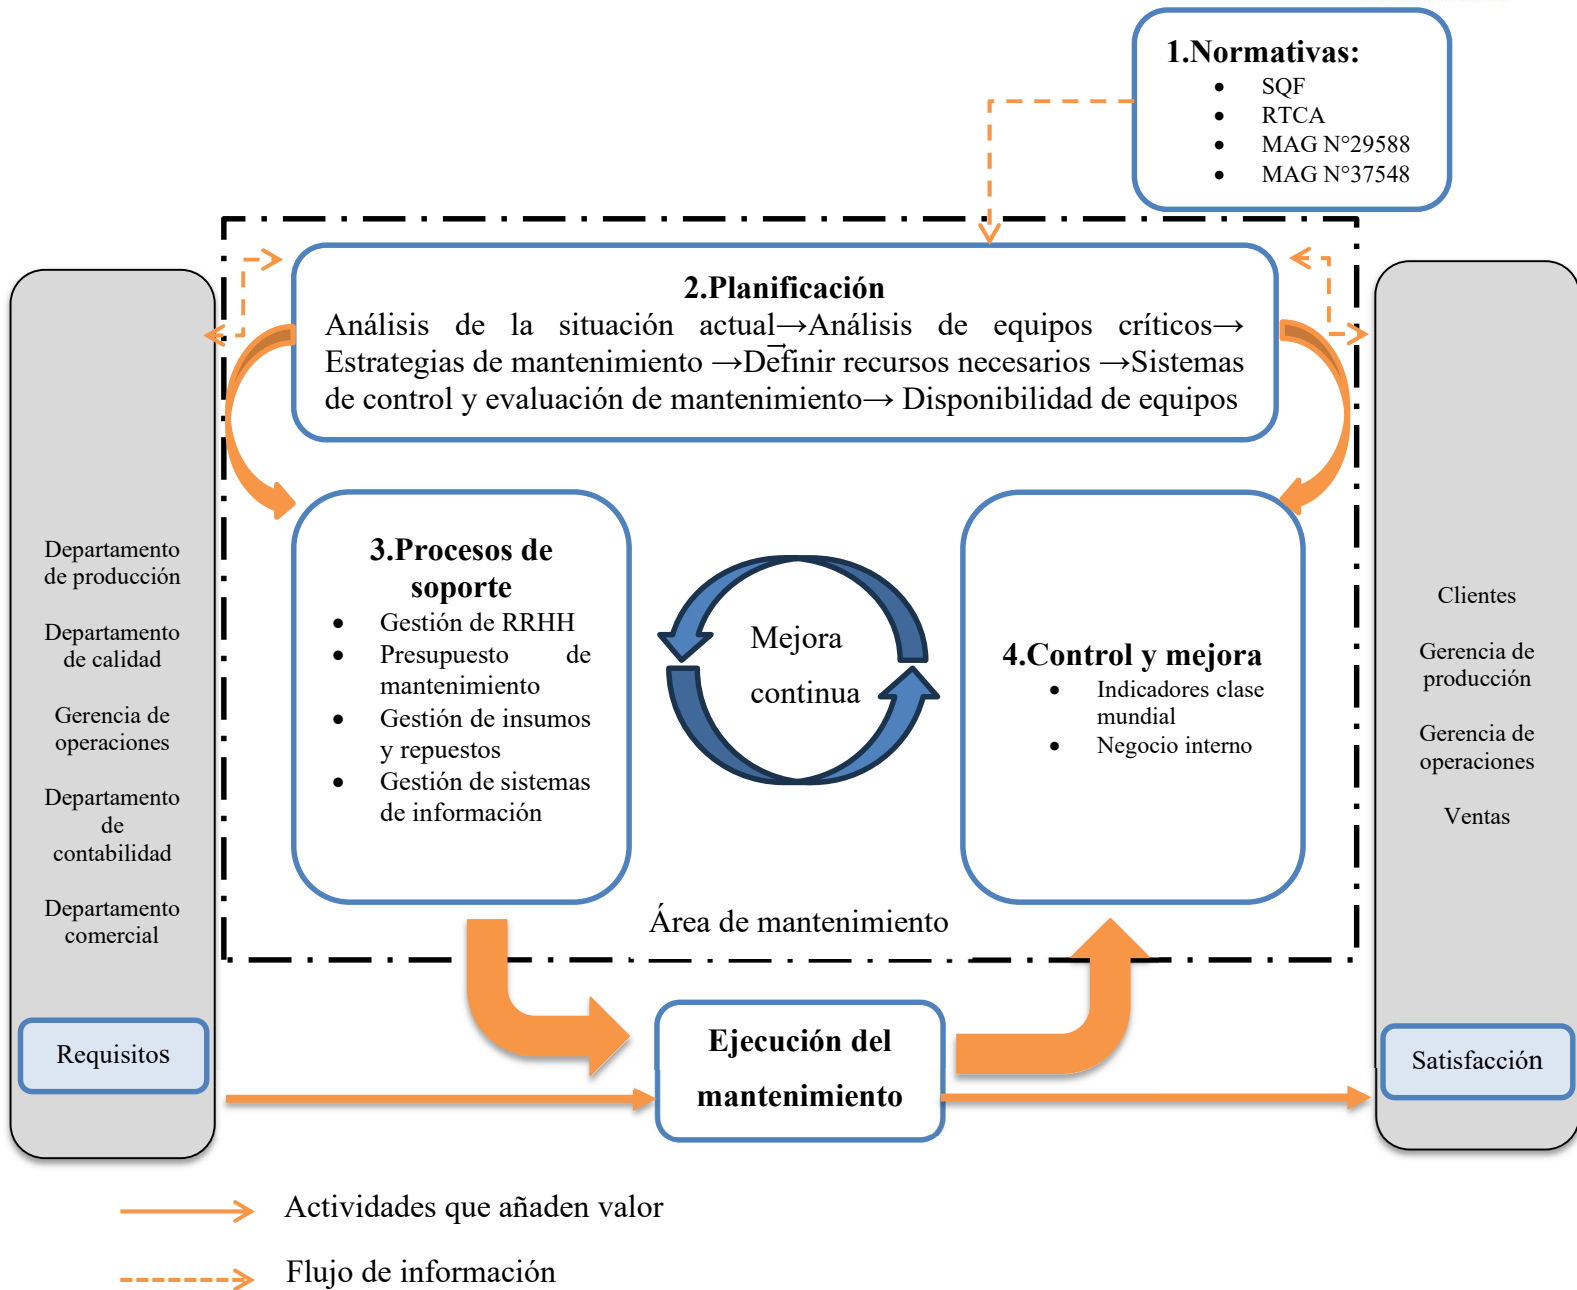 1.Normativas:
• SQF
• RTCA
• MAG N°29588
• MAG N°37548
2.Planificación
Análisis de la situación actual→Análisis de equipos críticos→
Estrategias de mantenimiento →Definir recursos necesarios →Sistemas
de control y evaluación de mantenimiento→ Disponibilidad de equipos
Departamento
de producción
Departamento
de calidad
Gerencia de
operaciones
Departamento
de
contabilidad
Departamento
comercial
Requisitos
3.Procesos de
soporte
• Gestión de RRHH
• Presupuesto de
mantenimiento
• Gestión de insumos
y repuestos
• Gestión de sistemas
de información
Mejora
continua
4.Control y mejora
• Indicadores clase
mundial
• Negocio interno
Clientes
Gerencia de
producción
Gerencia de
operaciones
Ventas
Satisfacción
Área de mantenimiento
Ejecución del
mantenimiento
Actividades que añaden valor
Flujo de información